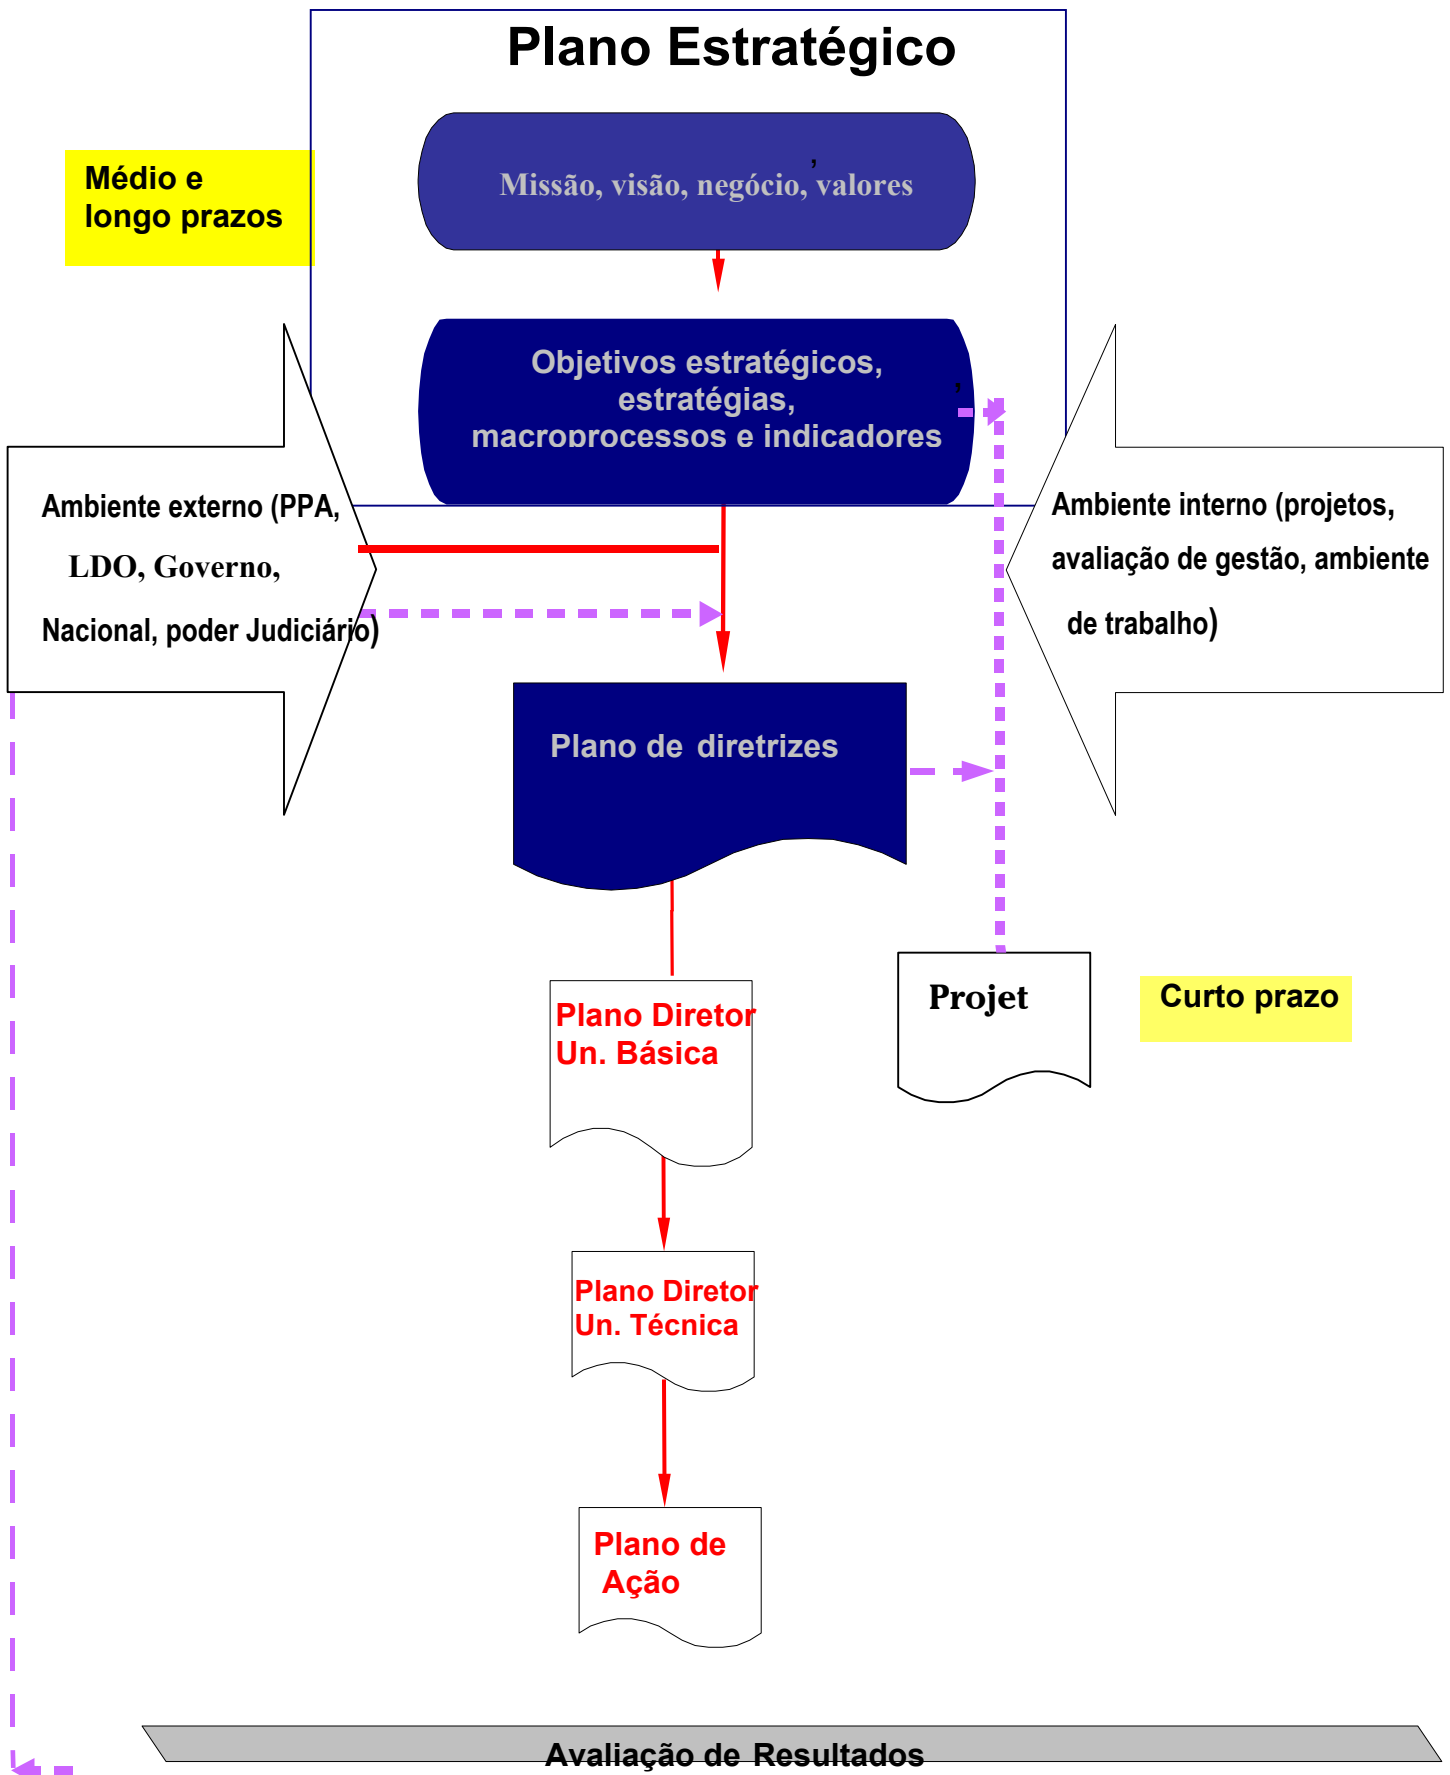 Plano Estratégico
Médio e
longo prazos
Missão, visão, negócio, valores
,
Objetivos estratégicos,
estratégias,
macroprocessos e indicadores
,
Ambiente externo (PPA,
LDO, Governo,
Nacional, poder Judiciário)
Ambiente interno (projetos,
avaliação de gestão, ambiente
de trabalho)
Plano de diretrizes
Plano Diretor
Un. Básica
Projet
Curto prazo
Plano Diretor
Un. Técnica
Plano de
Ação
Avaliação de Resultados